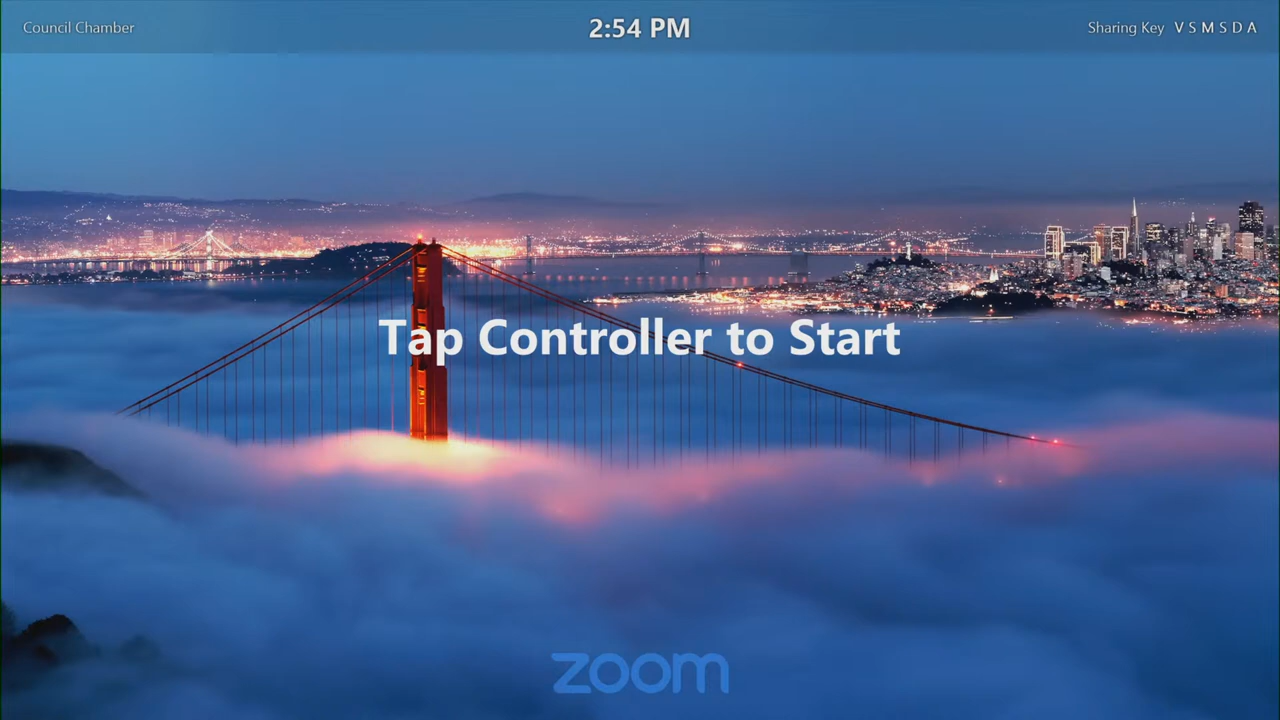 Council Chamber
2:54 PM
Sharing Key V S M S D A
Tap Controller to Start
zoom